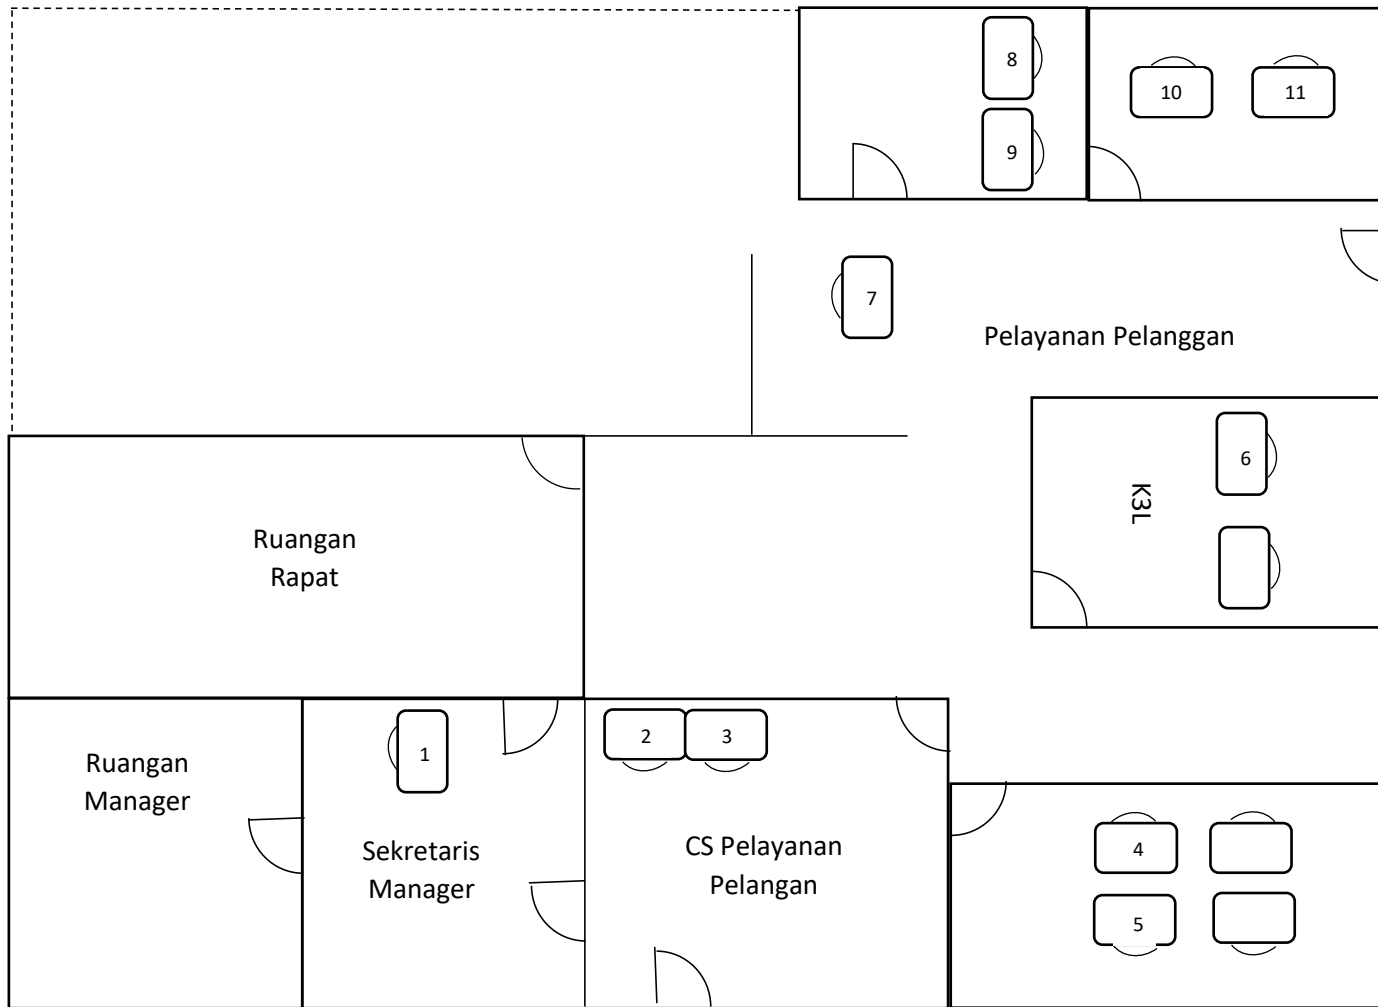 8
10
11
9
7
Pelayanan Pelanggan
6
K3L
Ruangan
Rapat
1
2
3
Ruangan
Manager
Sekretaris
Manager
CS Pelayanan
Pelangan
4
5